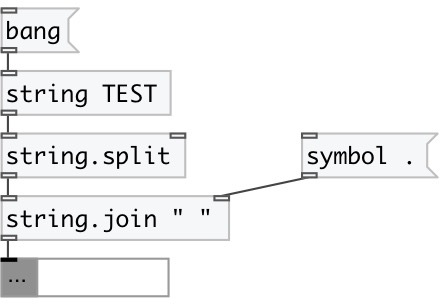 bang
string TEST
string.split
symbol .
string.join " "
...